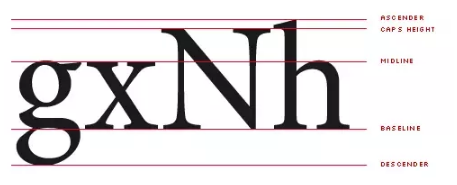 gxNh
ASCENDER
CAPS HEIGHT
MIDLINE
BASELINE
DESCENDER